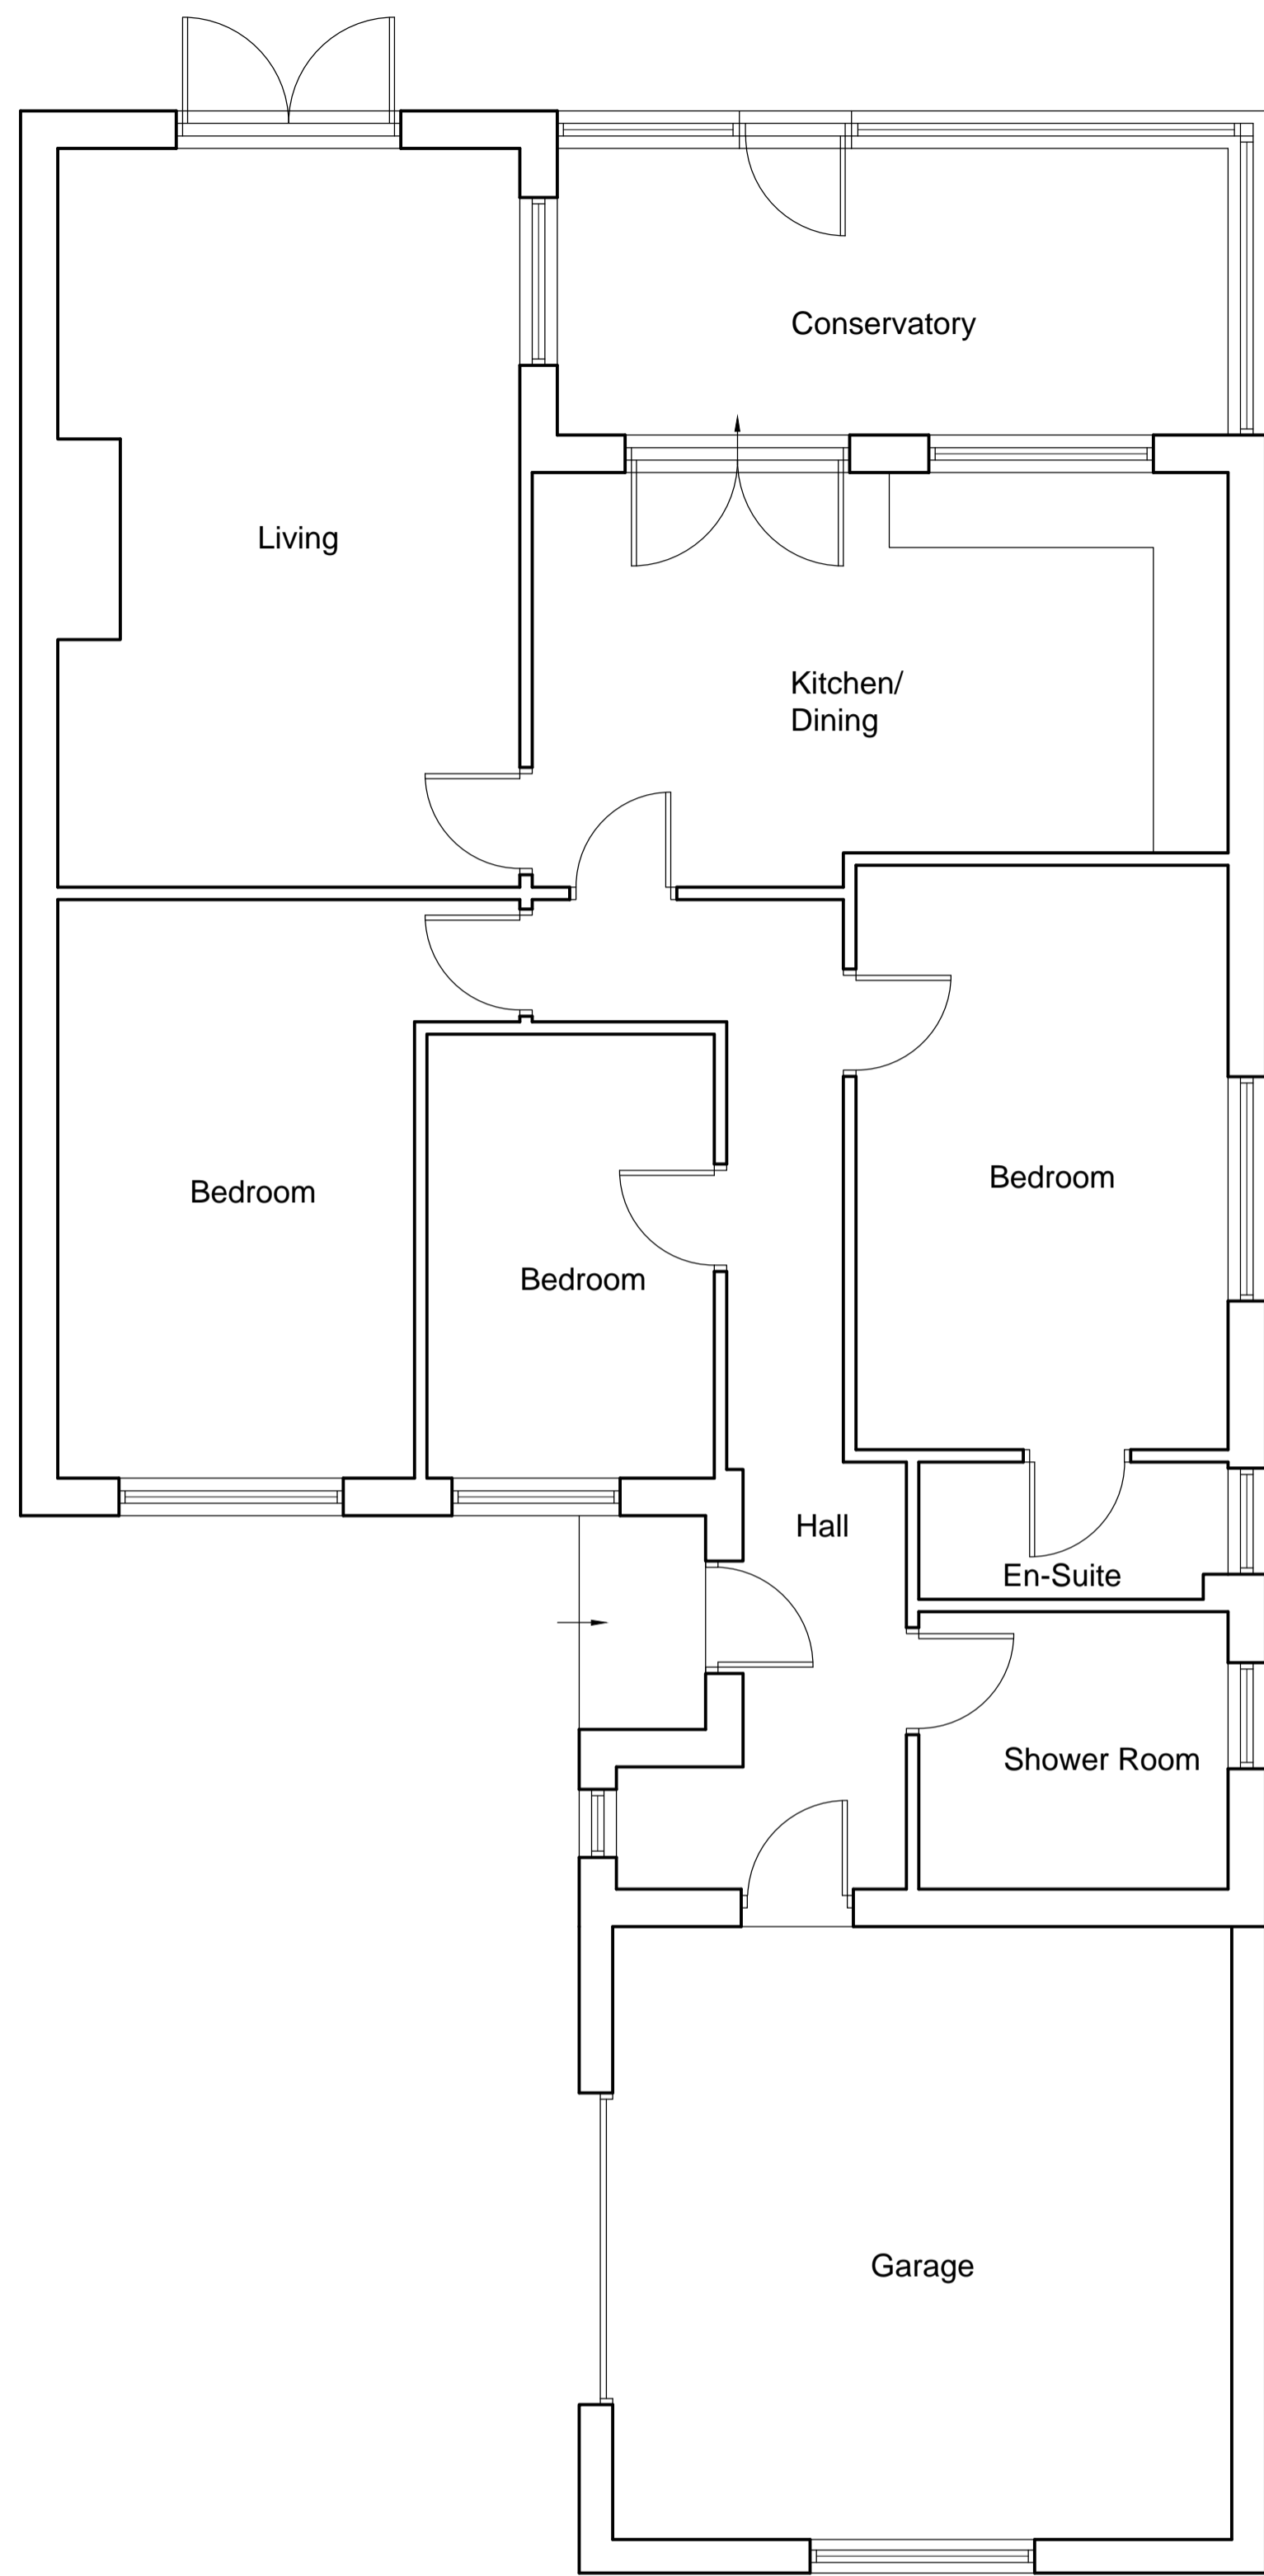 Conservatory
Living
Kitchen/
Dining
Bedroom
Bedroom
Bedroom
Hall
En-Suite
Shower Room
Garage